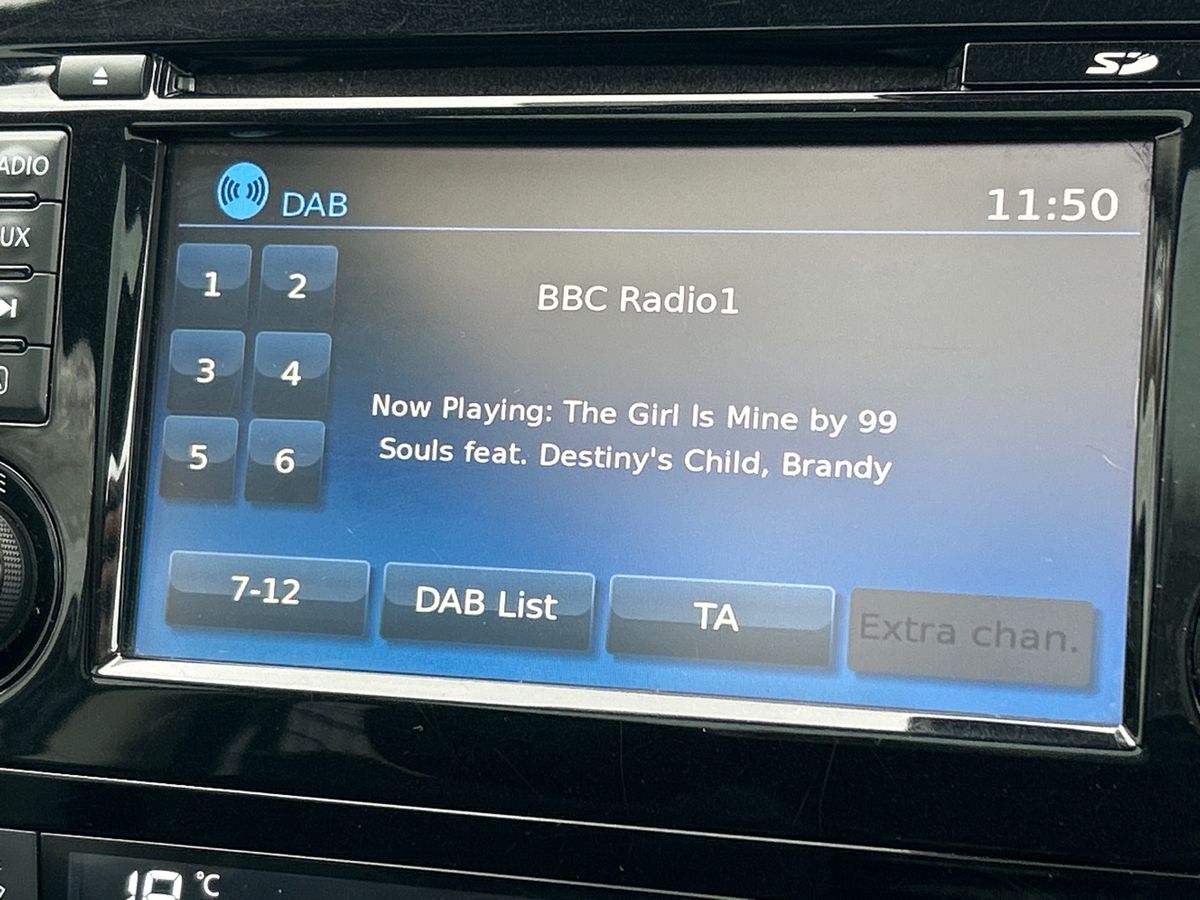 SD
ADIO
UX
DAB
11:50
1 2
3 4
5 6
BBC Radio1
Now Playing: The Girl Is Mine by 99
Souls feat. Destiny's Child, Brandy
7-12
DAB List
TA
Extra chan.
°C